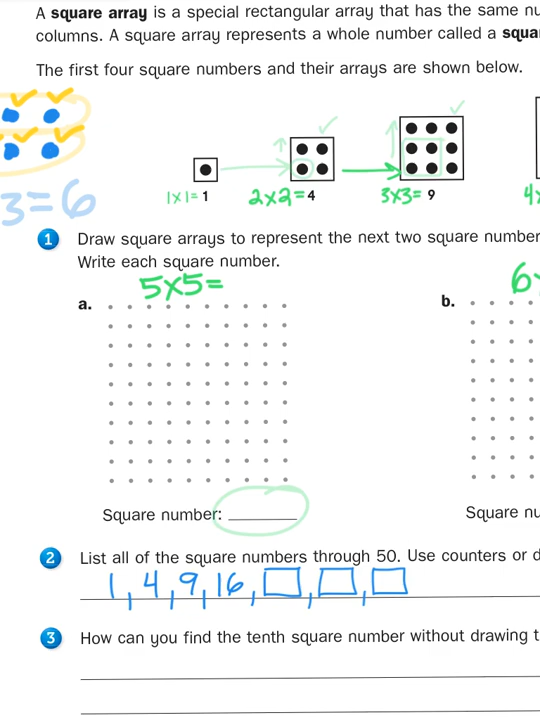 A square array is a special rectangular array that has the same nu
columns. A square array represents a whole number called a squa
The first four square numbers and their arrays are shown below.
3=6
1×1= 1
2×2= 4
3×3= 9
4×
1 Draw square arrays to represent the next two square number
Write each square number.
5×5=
6×
a.
b.
Square number:
Square nu
2 List all of the square numbers through 50. Use counters or d
1, 4, 9, 16, □, □, □
3 How can you find the tenth square number without drawing t